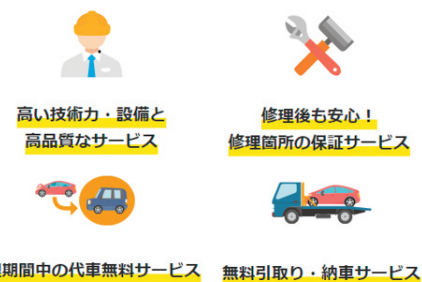 高い技術力・設備と
高品質なサービス
修理後も安心！
修理箇所の保証サービス
期間中の代車無料サービス
無料引取り・納車サービス